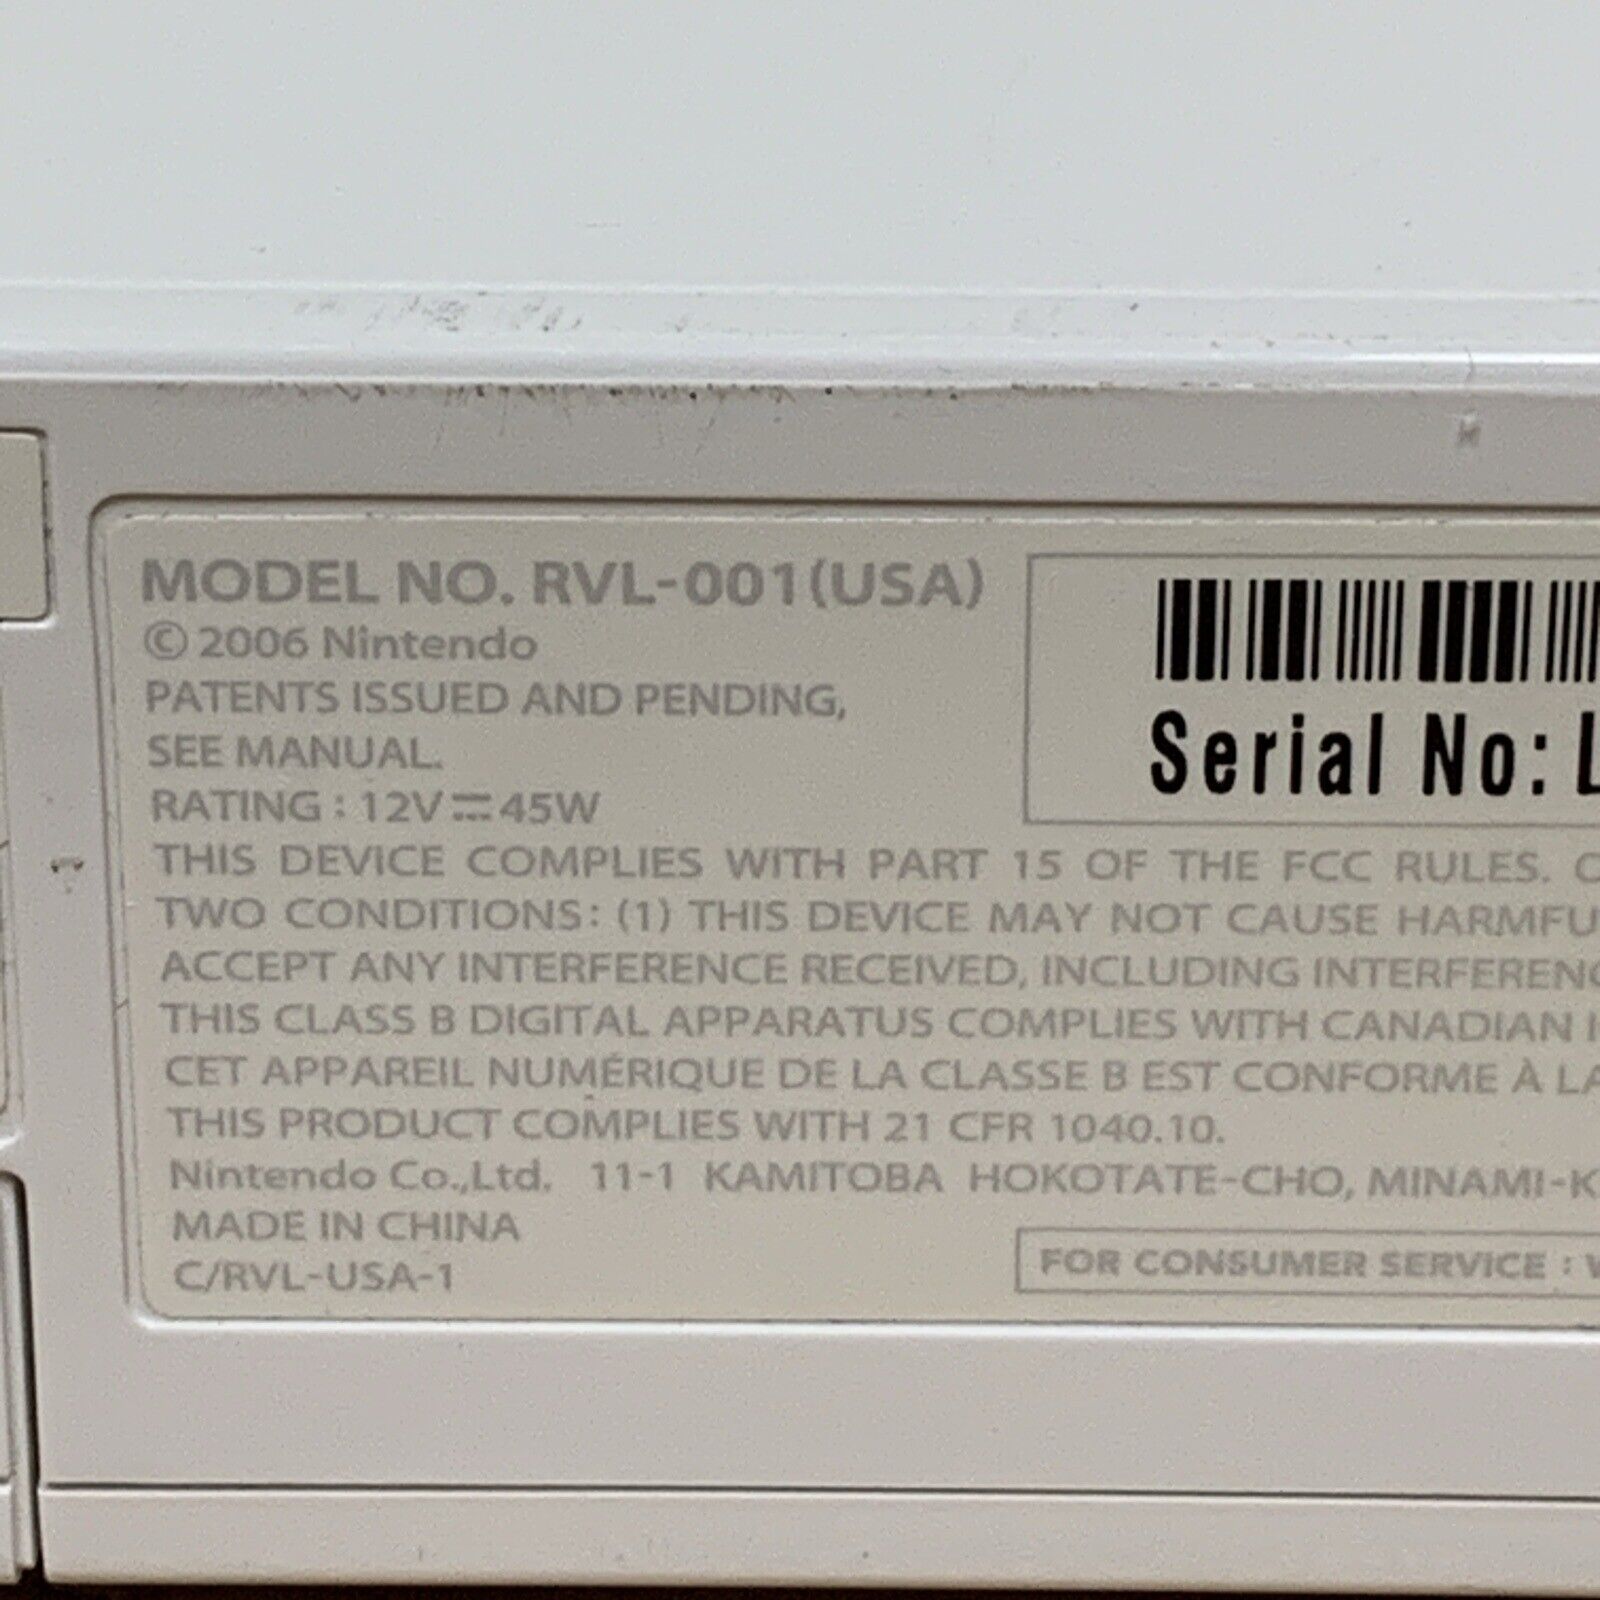 MODEL NO. RVL-001(USA)
© 2006 Nintendo
PATENTS ISSUED AND PENDING,
SEE MANUAL.
RATING : 12V⎓45W
Serial No: L
THIS DEVICE COMPLIES WITH PART 15 OF THE FCC RULES.
TWO CONDITIONS: (1) THIS DEVICE MAY NOT CAUSE HARMFU
ACCEPT ANY INTERFERENCE RECEIVED, INCLUDING INTERFERENC
THIS CLASS B DIGITAL APPARATUS COMPLIES WITH CANADIAN
CET APPAREIL NUMÉRIQUE DE LA CLASSE B EST CONFORME À LA
THIS PRODUCT COMPLIES WITH 21 CFR 1040.10.
Nintendo Co.,Ltd. 11-1 KAMITOBA HOKOTATE-CHO, MINAMI-K
MADE IN CHINA
C/RVL-USA-1
FOR CONSUMER SERVICE :